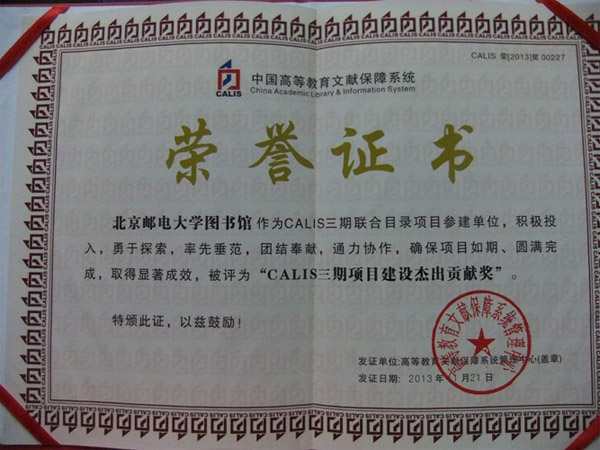 CALIS 荣[2013]奖 00227
CALIS
中国高等教育文献保障系统
China Academic Library & Information System
荣誉证书
北京邮电大学图书馆 作为CALIS三期联合目录项目参建单位，积极投
入，勇于探索，率先垂范，团结奉献，通力协作，确保项目如期、圆满完
成，取得显著成效，被评为“CALIS三期项目建设杰出贡献奖”。
特颁此证，以兹鼓励！
发证单位:高等教育文献保障系统管理中心(盖章)
发证日期: 2013年 月21日